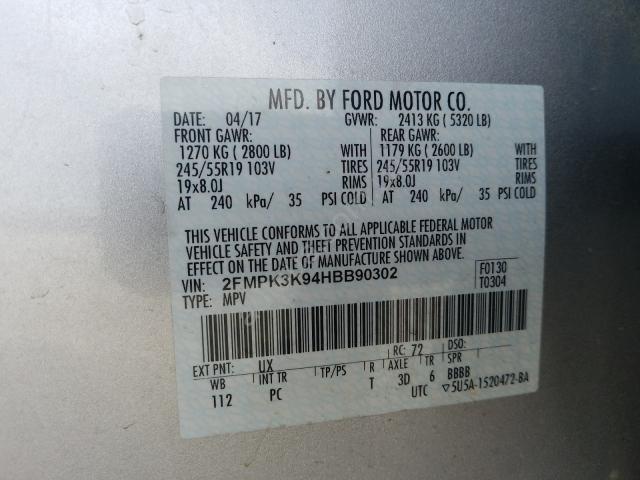 MFD. BY FORD MOTOR CO.
DATE: 04/17 GVWR: 2413 KG ( 5320 LB)
FRONT GAWR: REAR GAWR:
1270 KG ( 2800 LB) WITH 1179 KG ( 2600 LB) WITH
245/55R19 103V TIRES 245/55R19 103V TIRES
19x8.0J RIMS 19x8.0J RIMS
AT 240 kPa/ 35 PSI COLD AT 240 kPa/ 35 PSI COLD
THIS VEHICLE CONFORMS TO ALL APPLICABLE FEDERAL MOTOR
VEHICLE SAFETY AND THEFT PREVENTION STANDARDS IN
EFFECT ON THE DATE OF MANUFACTURE SHOWN ABOVE.
VIN: 2FMPK3K94HBB90302 F0130
TYPE: MPV T0304
EXT PNT: UX RC: 72 DSO:
WB INT TR TP/PS R AXLE TR SPR
112 PC T 3D 6 BBBB
UTC ▽5U5A-1520472-BA